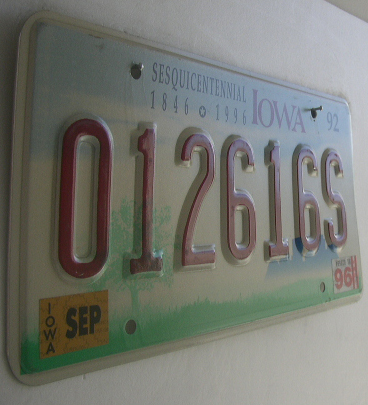 SESQUICENTENNIAL
1846 1996 IOWA 92
012616S
IOWA SEP
96